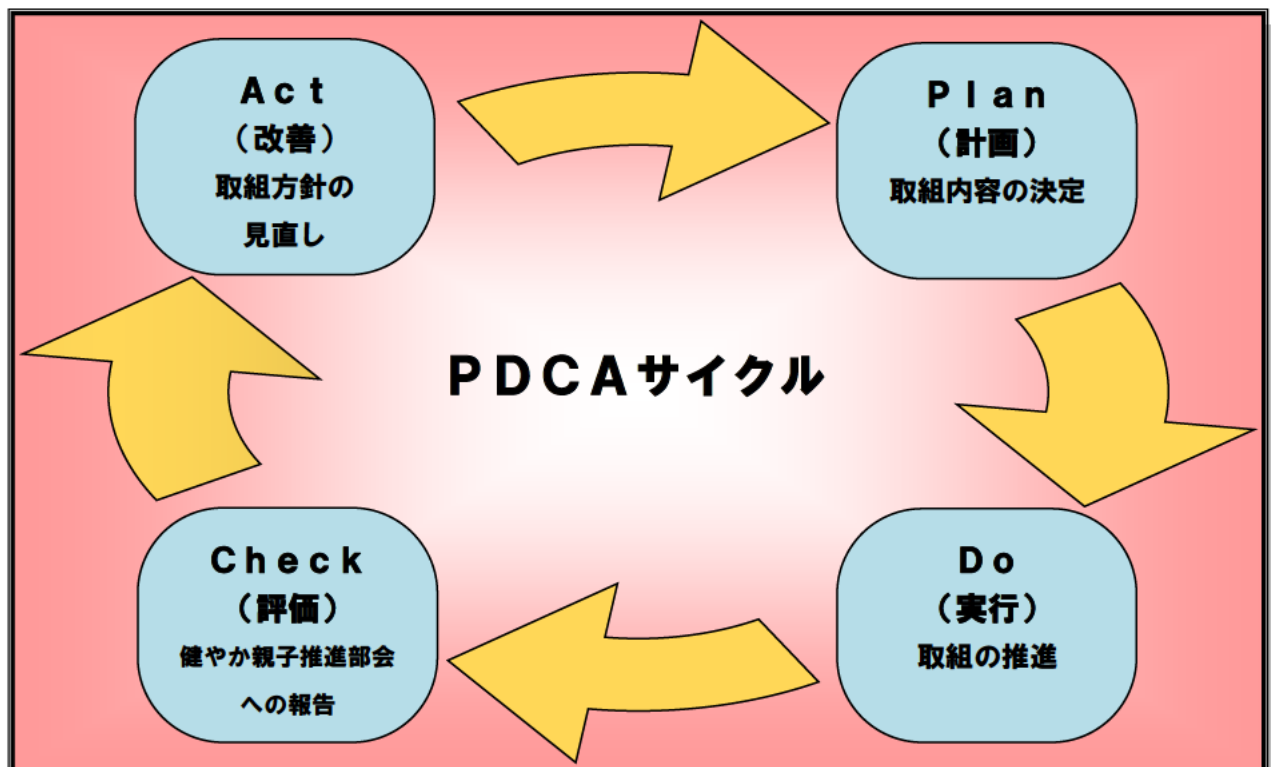 Act
（改善）
取組方針の
見直し
Plan
（計画）
取組内容の決定
PDCAサイクル
Check
（評価）
健やか親子推進部会
への報告
Do
（実行）
取組の推進